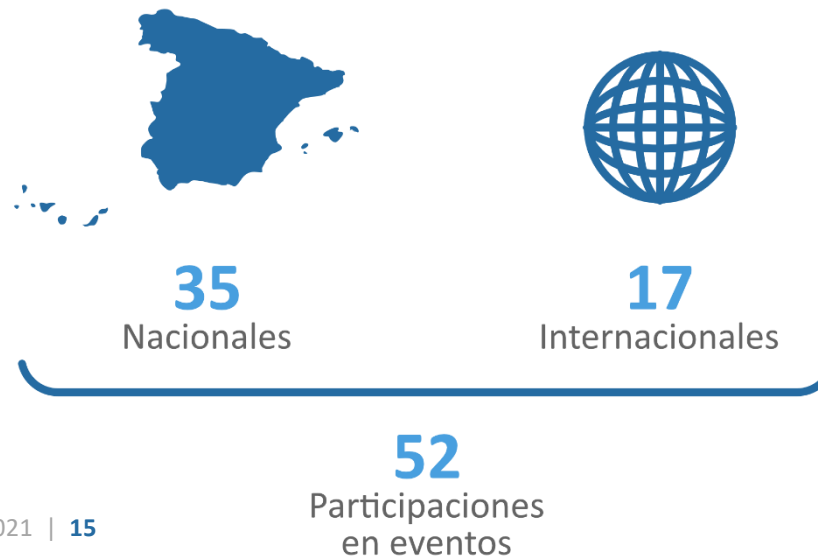 35
Nacionales
17
Internacionales
52
Participaciones
en eventos
021 | 15